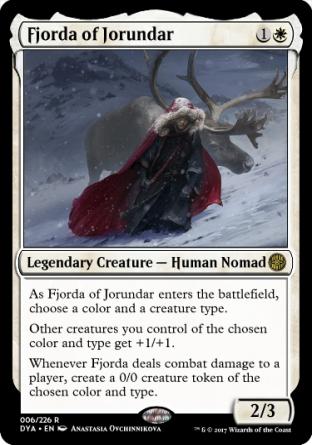 Fjorda of Jorundar
1
Legendary Creature — Human Nomad
As Fjorda of Jorundar enters the battlefield,
choose a color and a creature type.
Other creatures you control of the chosen
color and type get +1/+1.
Whenever Fjorda deals combat damage to a
player, create a 0/0 creature token of the
chosen color and type.
2/3
006/226 R
DYA • EN Anastasia Ovchinnikova
™ & © 2017 Wizards of the Coast